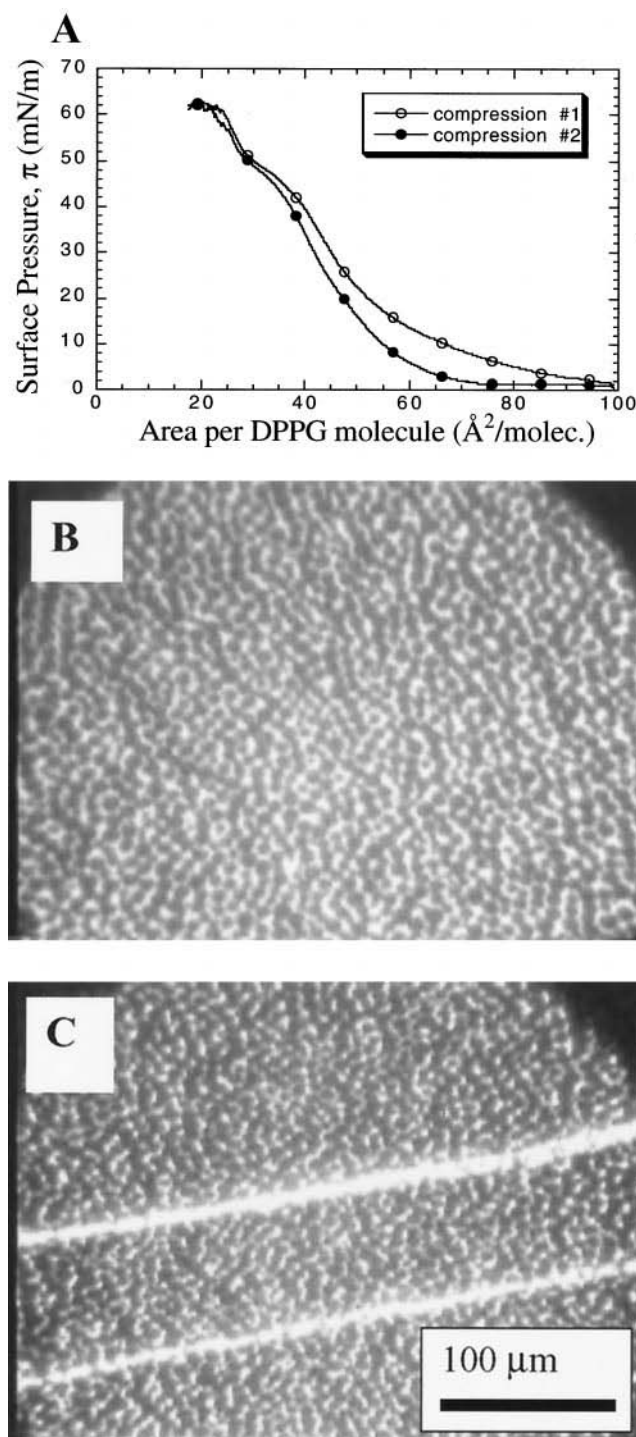 A
70
60
50
40
30
20
10
0
Surface Pressure, π (mN/m)
compression #1
compression #2
0 20 40 60 80 100
Area per DPPG molecule (Å²/molec.)
B
C
100 μm